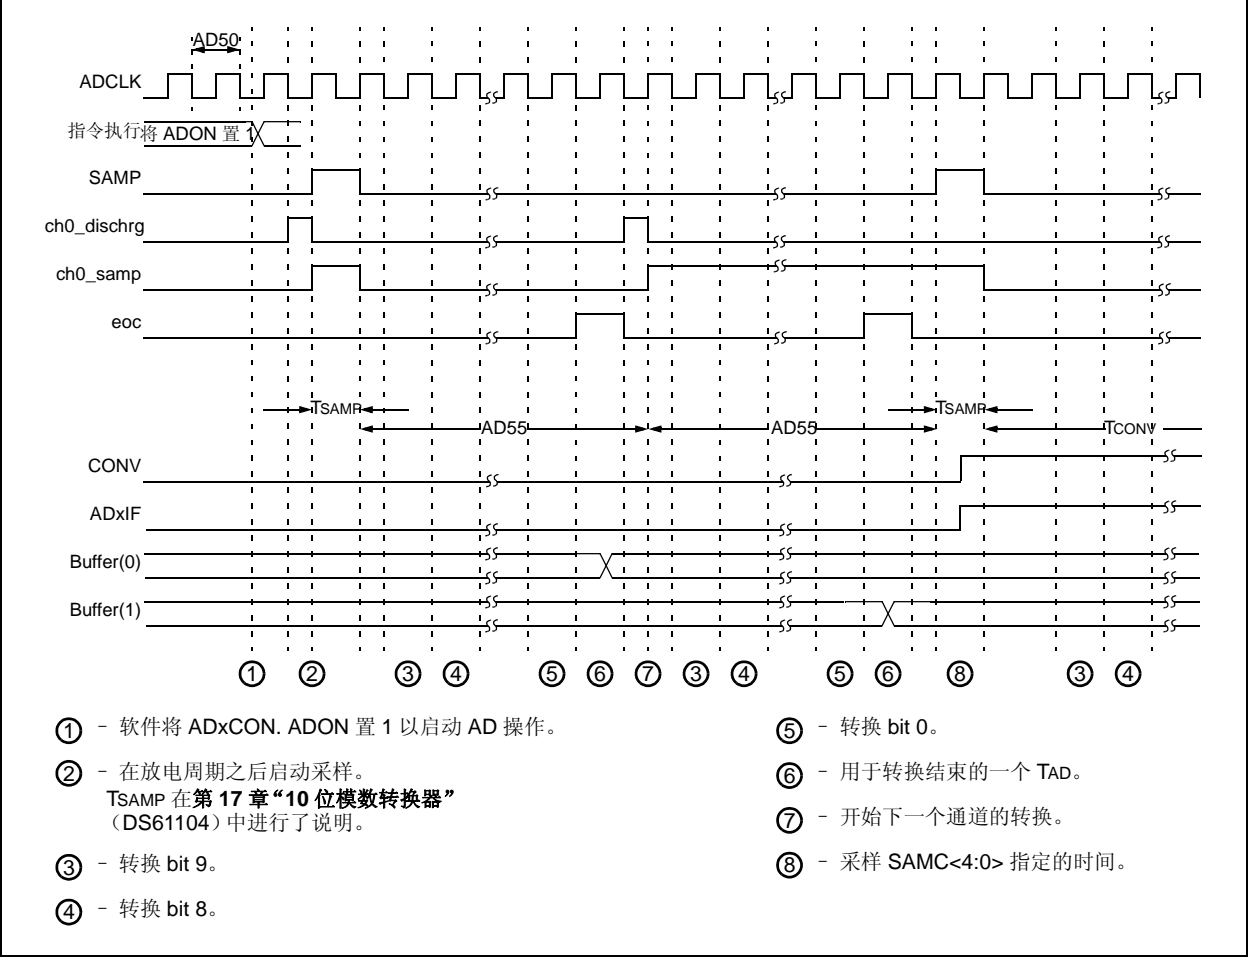 AD50
ADCLK
指令执行 将 ADON 置 1
SAMP
ch0_dischrg
ch0_samp
eoc
TSAMP TSAMP
AD55 AD55 TCONV
CONV
ADxIF
Buffer(0)
Buffer(1)
① ② ③ ④ ⑤ ⑥ ⑦ ③ ④ ⑤ ⑥ ⑧ ③ ④
① – 软件将 ADxCON. ADON 置 1 以启动 AD 操作。
② – 在放电周期之后启动采样。
TSAMP 在第 17 章“10 位模数转换器”
（DS61104）中进行了说明。
③ – 转换 bit 9。
④ – 转换 bit 8。
⑤ – 转换 bit 0。
⑥ – 用于转换结束的一个 TAD。
⑦ – 开始下一个通道的转换。
⑧ – 采样 SAMC<4:0> 指定的时间。